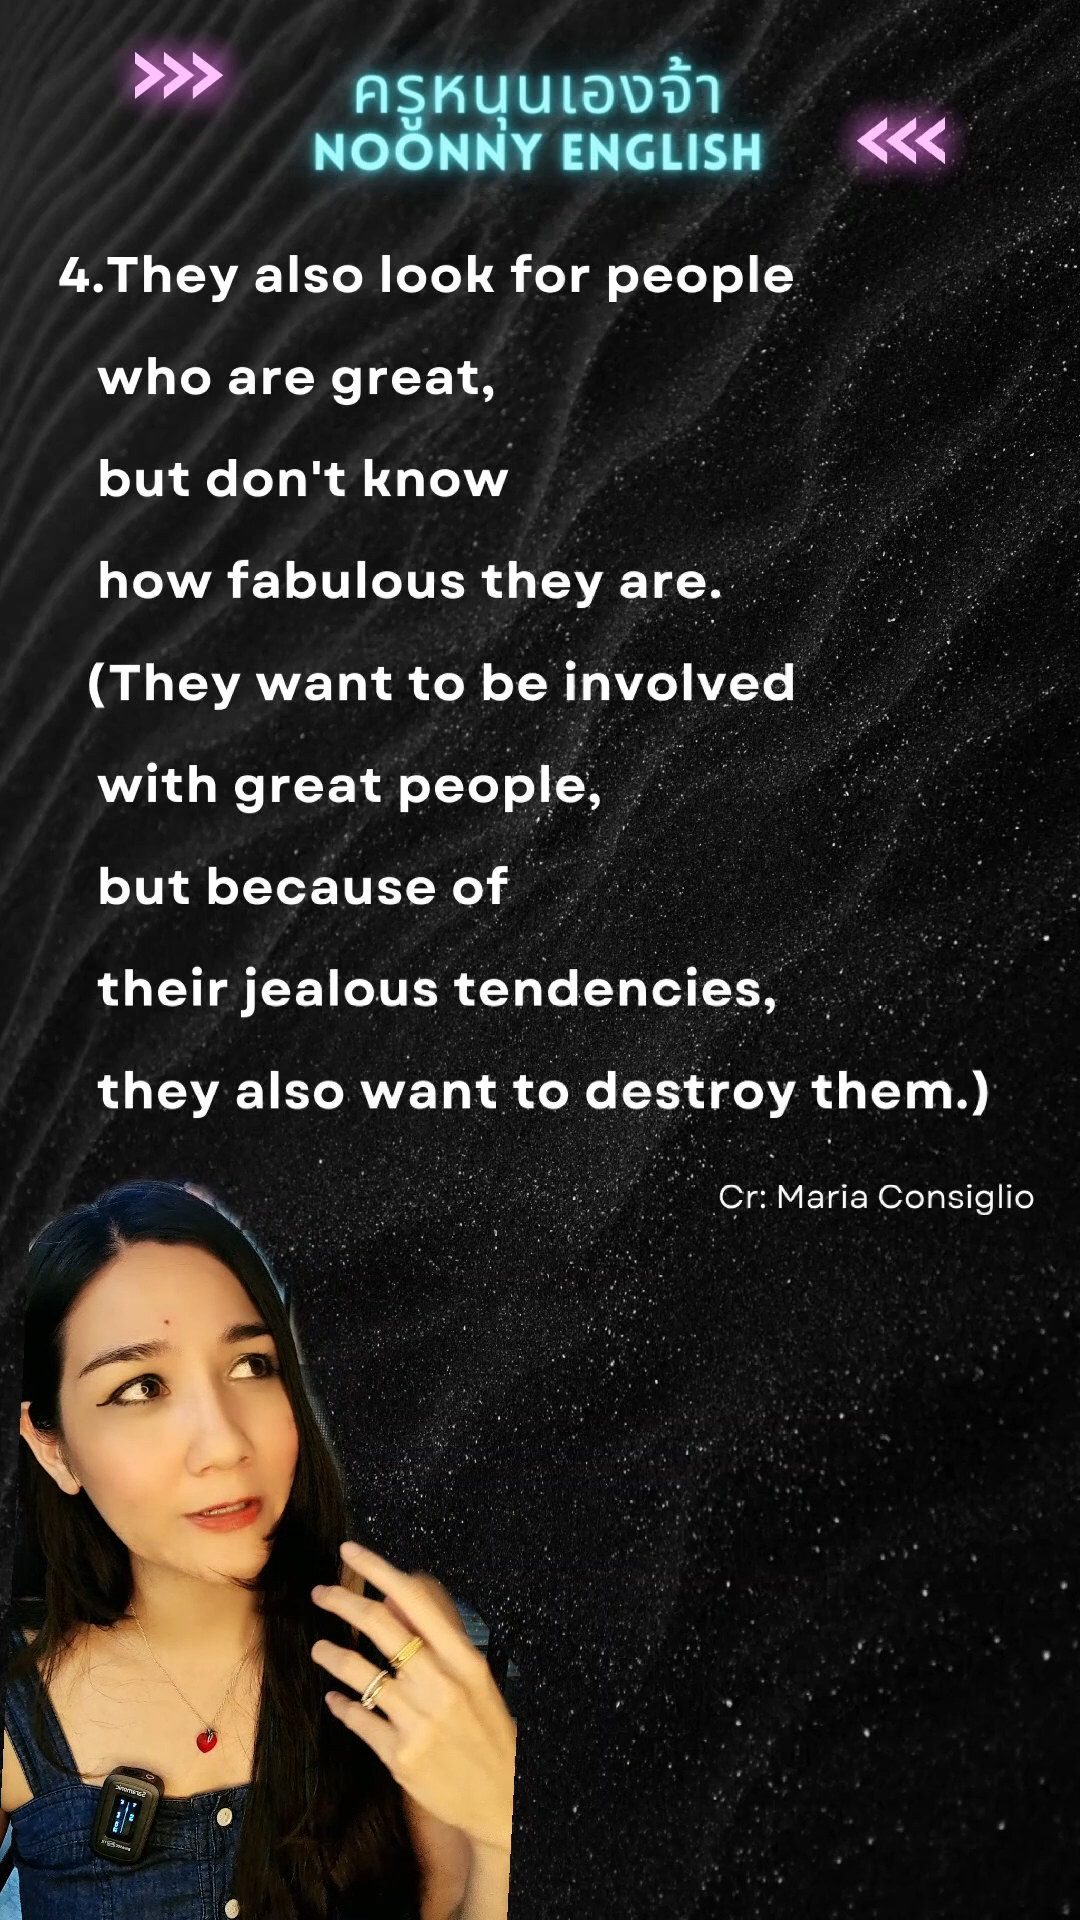 ครูหนุนเองจ้า
NOONNY ENGLISH
4.They also look for people
who are great,
but don't know
how fabulous they are.
(They want to be involved
with great people,
but because of
their jealous tendencies,
they also want to destroy them.)
Cr: Maria Consiglio